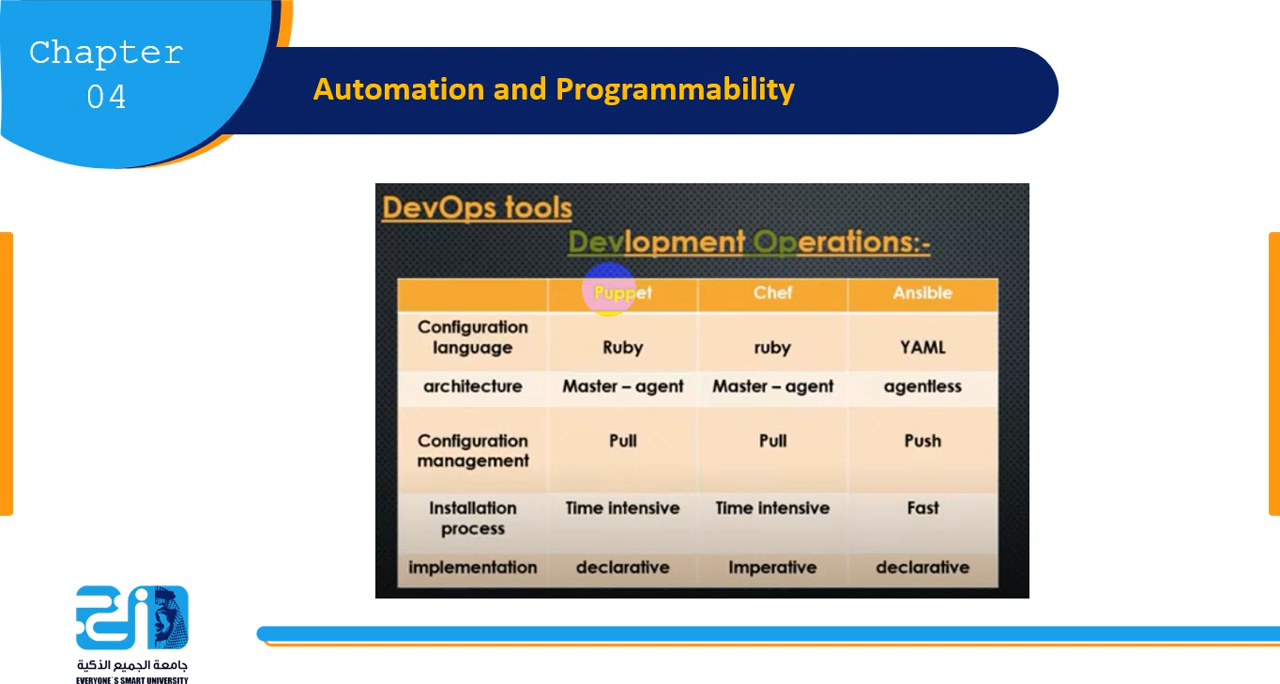 Chapter
04
Automation and Programmability
DevOps tools
Devlopment Operations:-
Puppet Chef Ansible
Configuration language Ruby ruby YAML
architecture Master – agent Master – agent agentless
Configuration management Pull Pull Push
Installation process Time intensive Time intensive Fast
implementation declarative Imperative declarative
جامعة الجميع الذكية
EVERYONE`S SMART UNIVERSITY